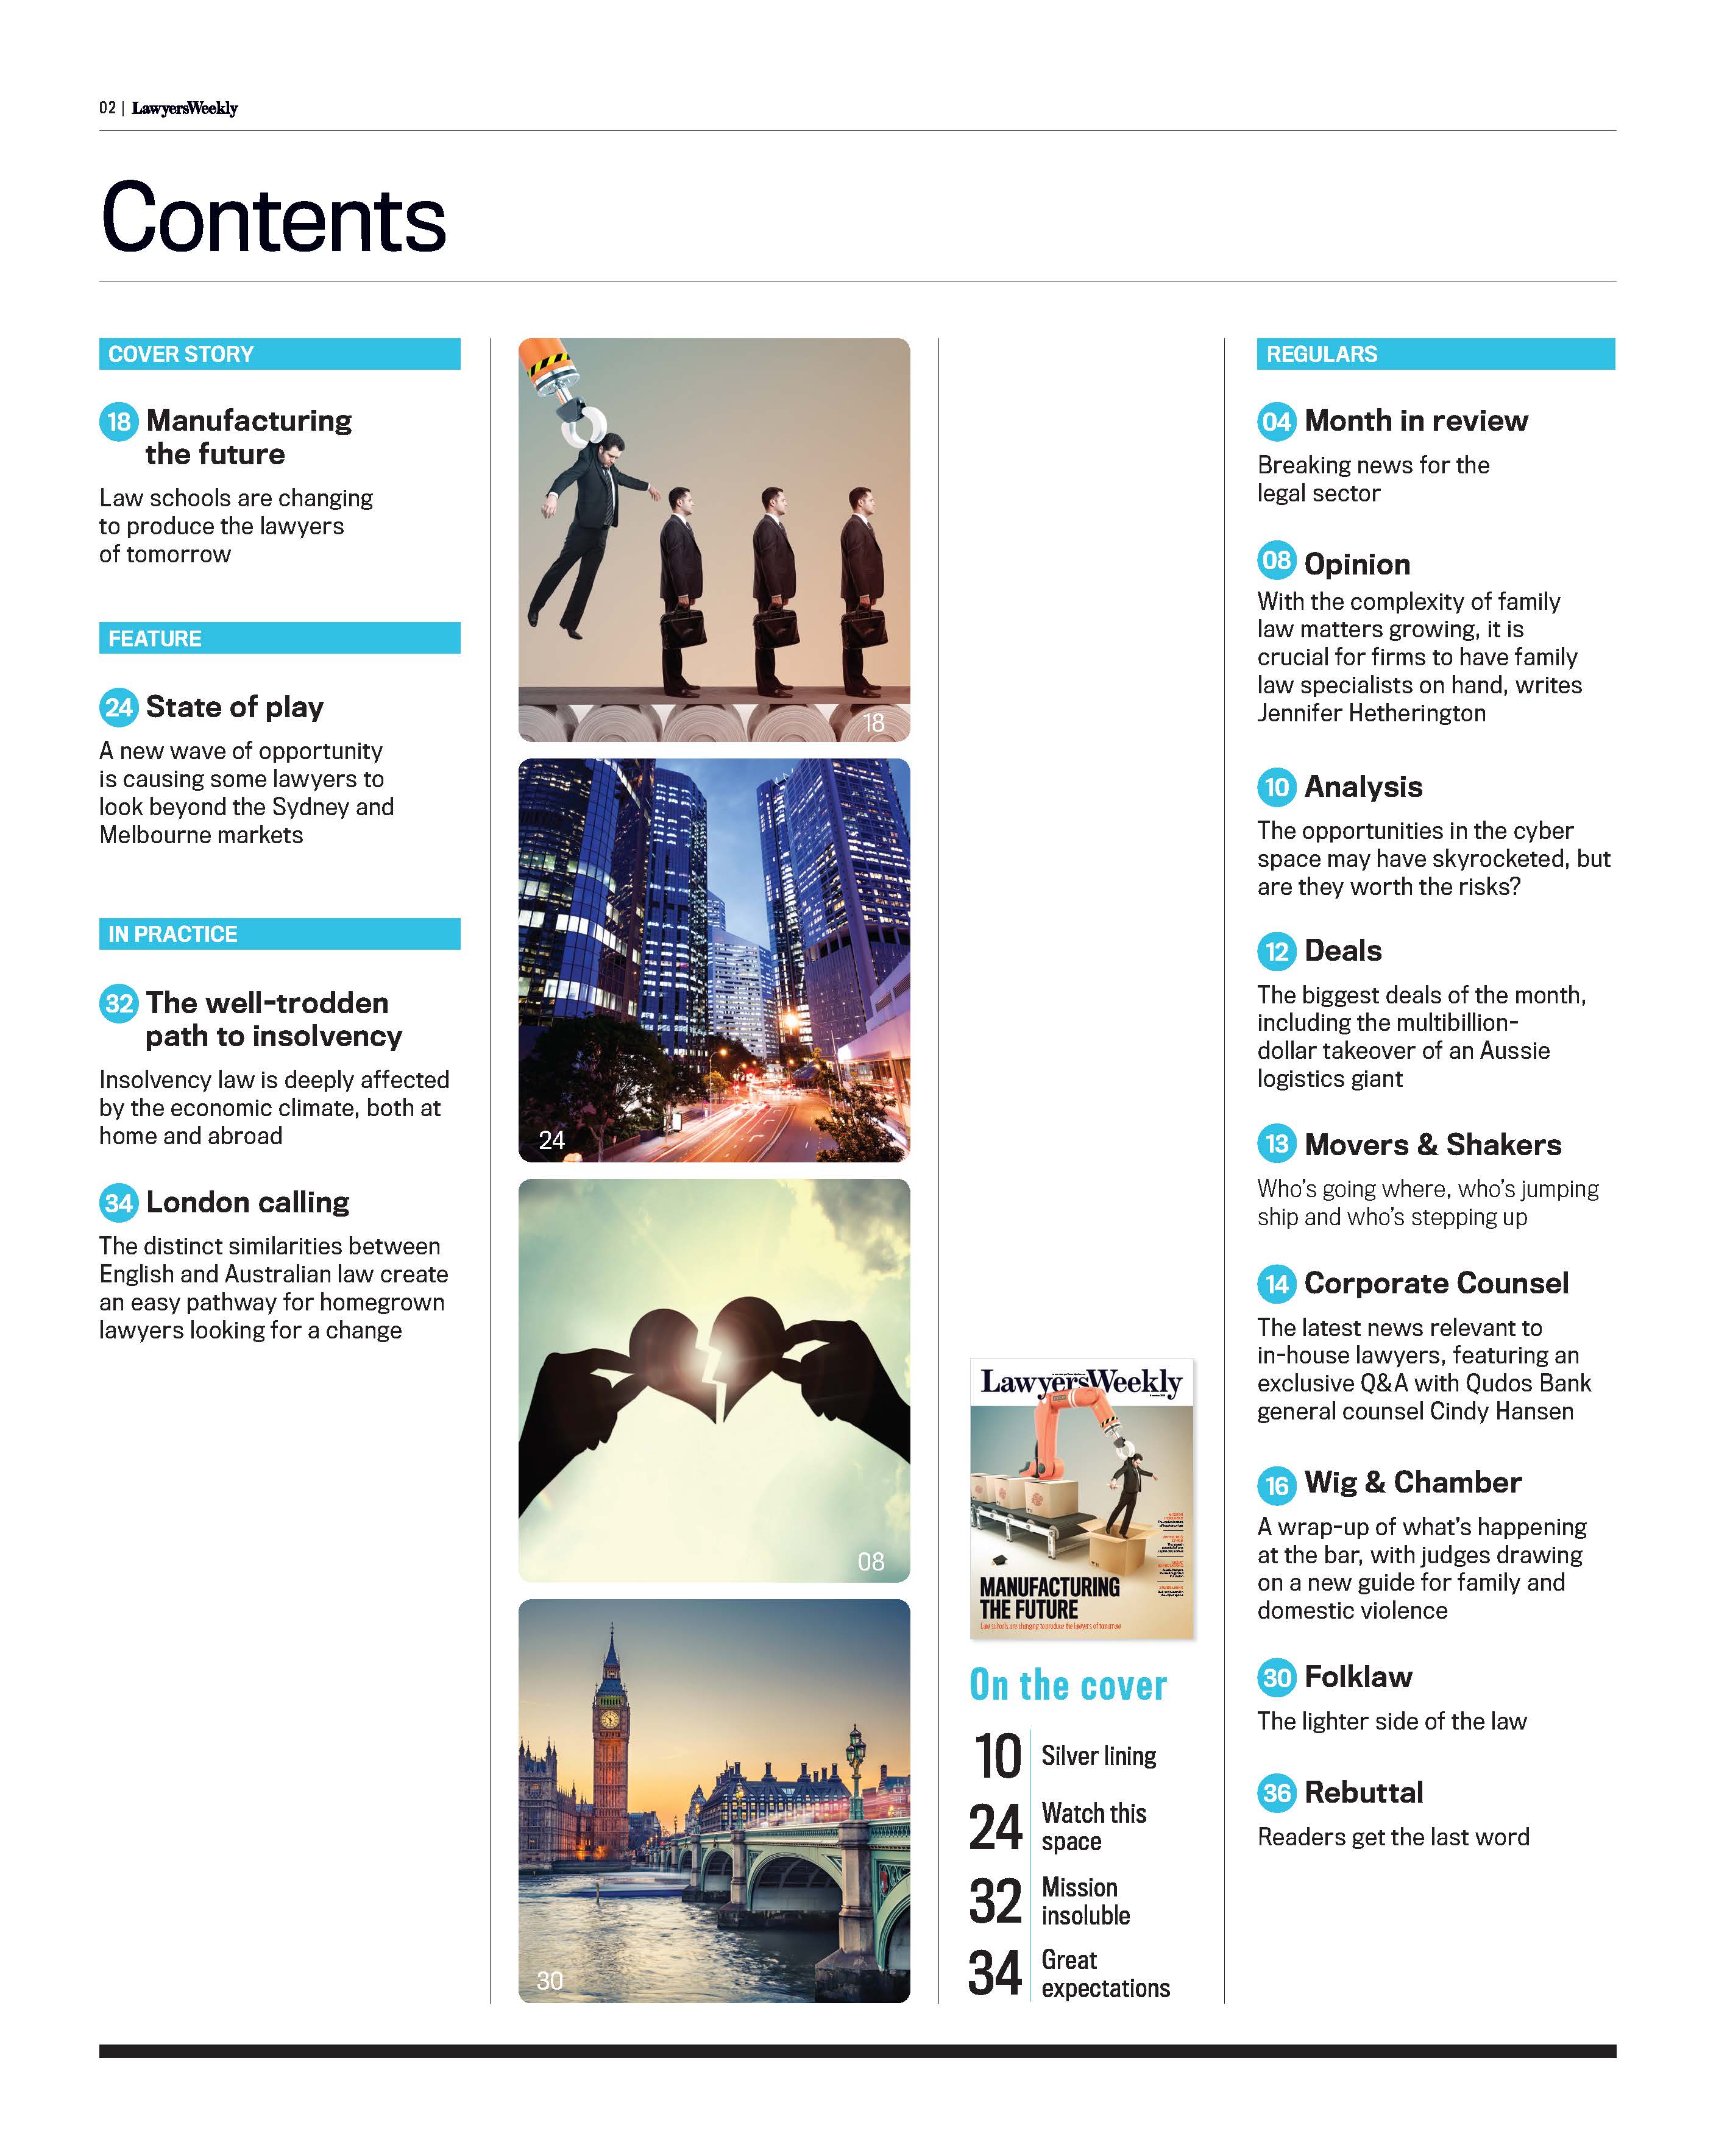 02 | LawyersWeekly
Contents
COVER STORY
18 Manufacturing
the future
Law schools are changing
to produce the lawyers
of tomorrow
FEATURE
24 State of play
A new wave of opportunity
is causing some lawyers to
look beyond the Sydney and
Melbourne markets
IN PRACTICE
32 The well-trodden
path to insolvency
Insolvency law is deeply affected
by the economic climate, both at
home and abroad
34 London calling
The distinct similarities between
English and Australian law create
an easy pathway for homegrown
lawyers looking for a change
18
24
08
30
LawyersWeekly
MANUFACTURING
THE FUTURE
Law schools are changing to produce the lawyers of tomorrow
On the cover
10 Silver lining
24 Watch this
space
32 Mission
insoluble
34 Great
expectations
REGULARS
04 Month in review
Breaking news for the
legal sector
08 Opinion
With the complexity of family
law matters growing, it is
crucial for firms to have family
law specialists on hand, writes
Jennifer Hetherington
10 Analysis
The opportunities in the cyber
space may have skyrocketed, but
are they worth the risks?
12 Deals
The biggest deals of the month,
including the multibillion-
dollar takeover of an Aussie
logistics giant
13 Movers & Shakers
Who's going where, who's jumping
ship and who's stepping up
14 Corporate Counsel
The latest news relevant to
in-house lawyers, featuring an
exclusive Q&A with Qudos Bank
general counsel Cindy Hansen
16 Wig & Chamber
A wrap-up of what's happening
at the bar, with judges drawing
on a new guide for family and
domestic violence
30 Folklaw
The lighter side of the law
36 Rebuttal
Readers get the last word